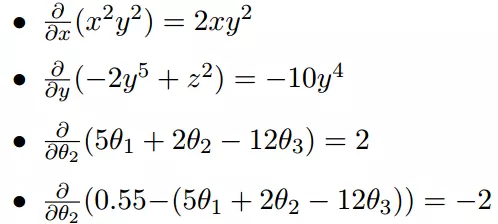 • ∂/∂x (x²y²) = 2xy²
• ∂/∂y (−2y⁵ + z²) = −10y⁴
• ∂/∂θ₂ (5θ₁ + 2θ₂ − 12θ₃) = 2
• ∂/∂θ₂ (0.55−(5θ₁ + 2θ₂ − 12θ₃)) = −2